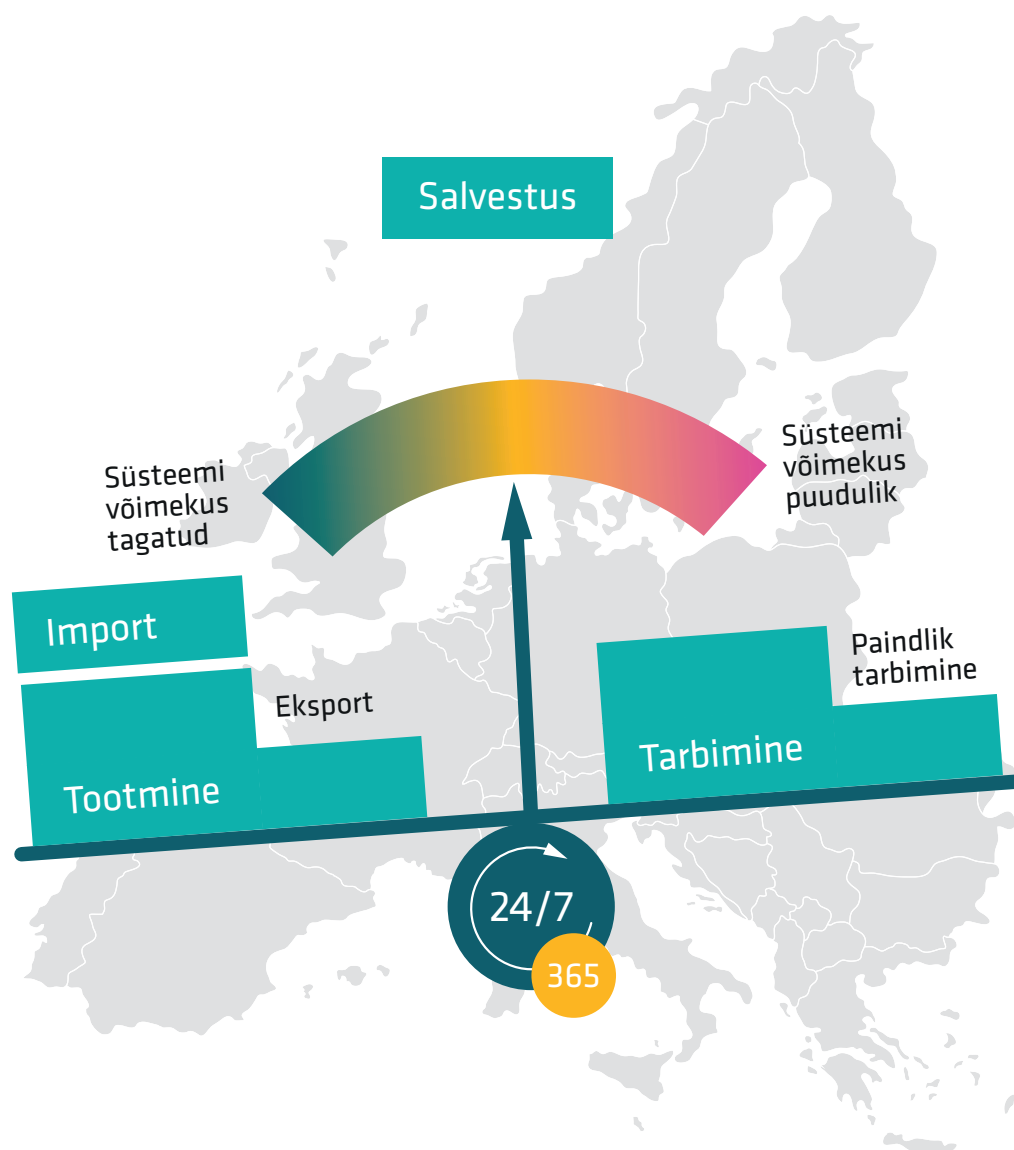 Salvestus
Süsteemi
võimekus
tagatud
Süsteemi
võimekus
puudulik
Import
Eksport
Tootmine
Paindlik
tarbimine
Tarbimine
24/7
365